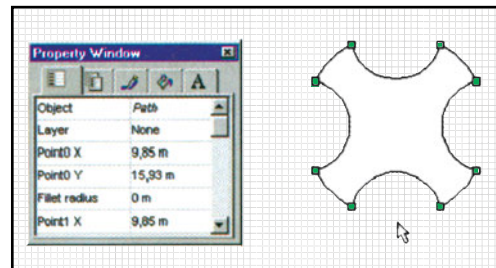 Property Window
A
Object Path
Layer None
Point0 X 9,85 m
Point0 Y 15,93 m
Fillet radius 0 m
Point1 X 9,85 m